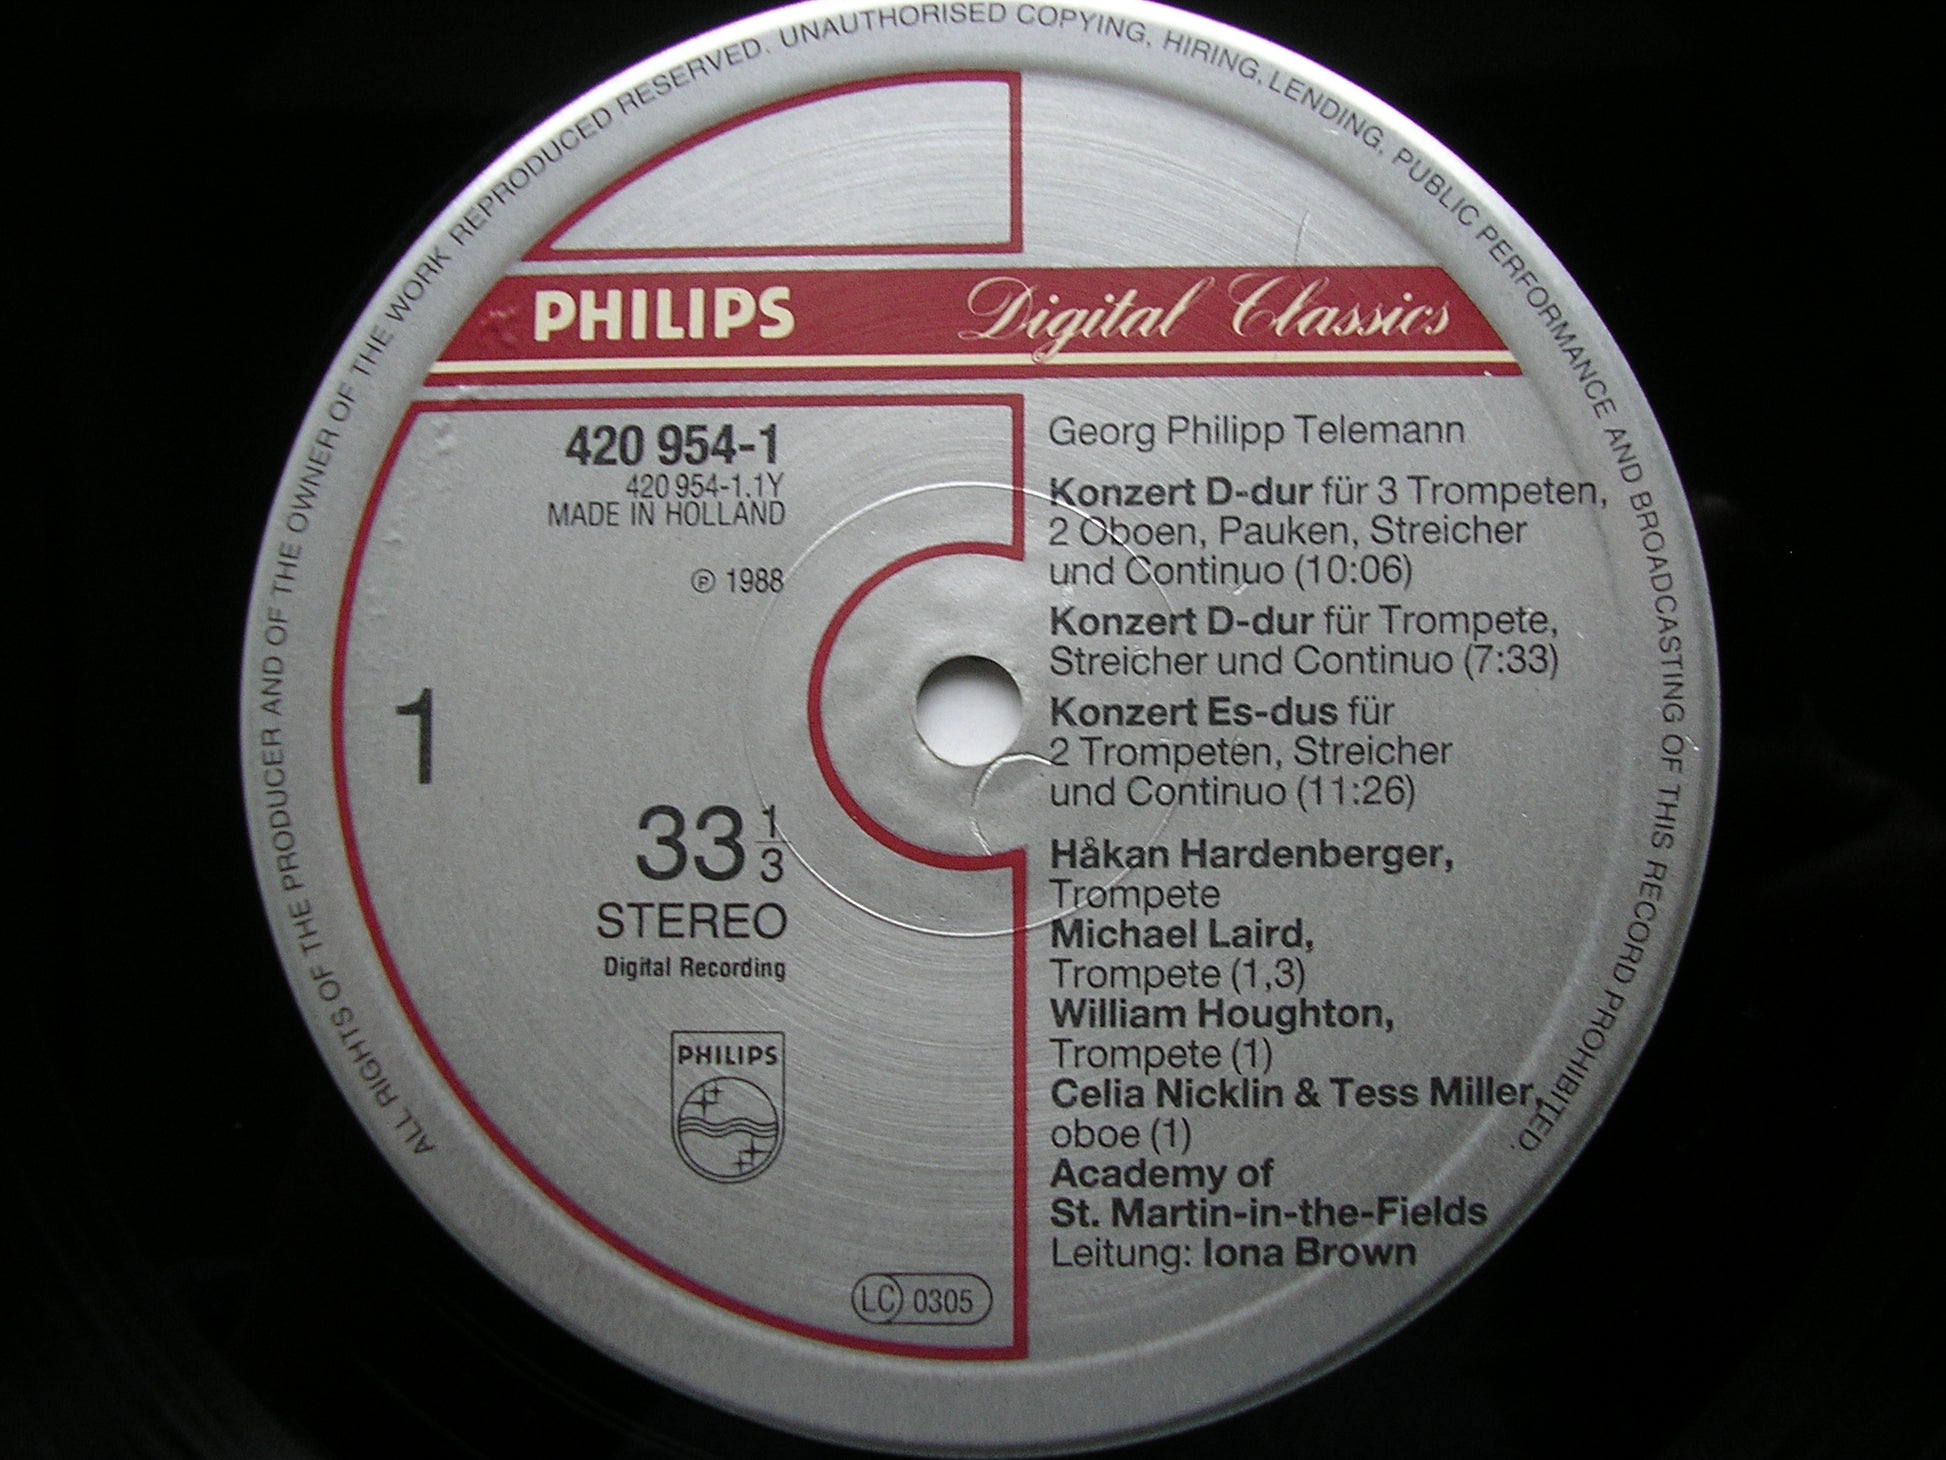 ALL RIGHTS OF THE PRODUCER AND OF THE OWNER OF THE WORK REPRODUCED RESERVED. UNAUTHORISED COPYING, HIRING, LENDING, PUBLIC PERFORMANCE AND BROADCASTING OF THIS RECORD PROHIBITED.
PHILIPS Digital Classics
420 954-1
420 954-1.1Y
MADE IN HOLLAND
℗ 1988
1
33 1/3
STEREO
Digital Recording
PHILIPS
LC 0305
Georg Philipp Telemann
Konzert D-dur für 3 Trompeten,
2 Oboen, Pauken, Streicher
und Continuo (10:06)
Konzert D-dur für Trompete,
Streicher und Continuo (7:33)
Konzert Es-dus für
2 Trompeten, Streicher
und Continuo (11:26)
Håkan Hardenberger,
Trompete
Michael Laird,
Trompete (1,3)
William Houghton,
Trompete (1)
Celia Nicklin & Tess Miller,
oboe (1)
Academy of
St. Martin-in-the-Fields
Leitung: Iona Brown